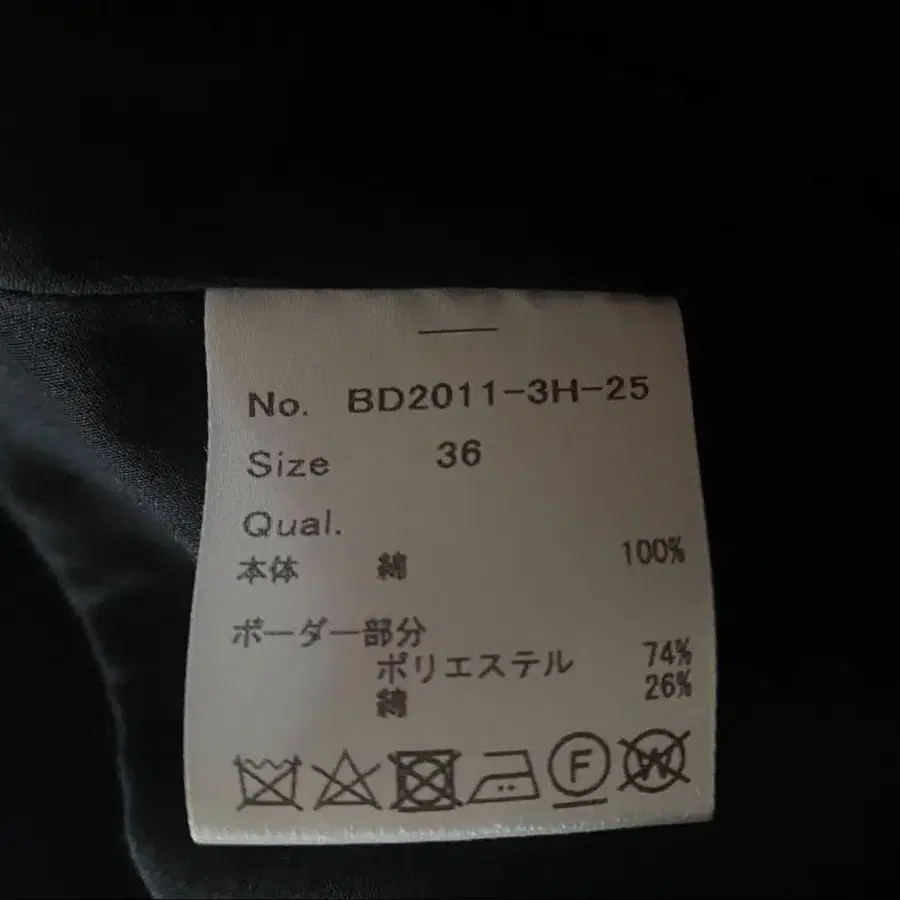 No. BD2011-3H-25
Size 36
Qual.
本体 綿 100%
ボーダー部分
ポリエステル 74%
綿 26%
F W